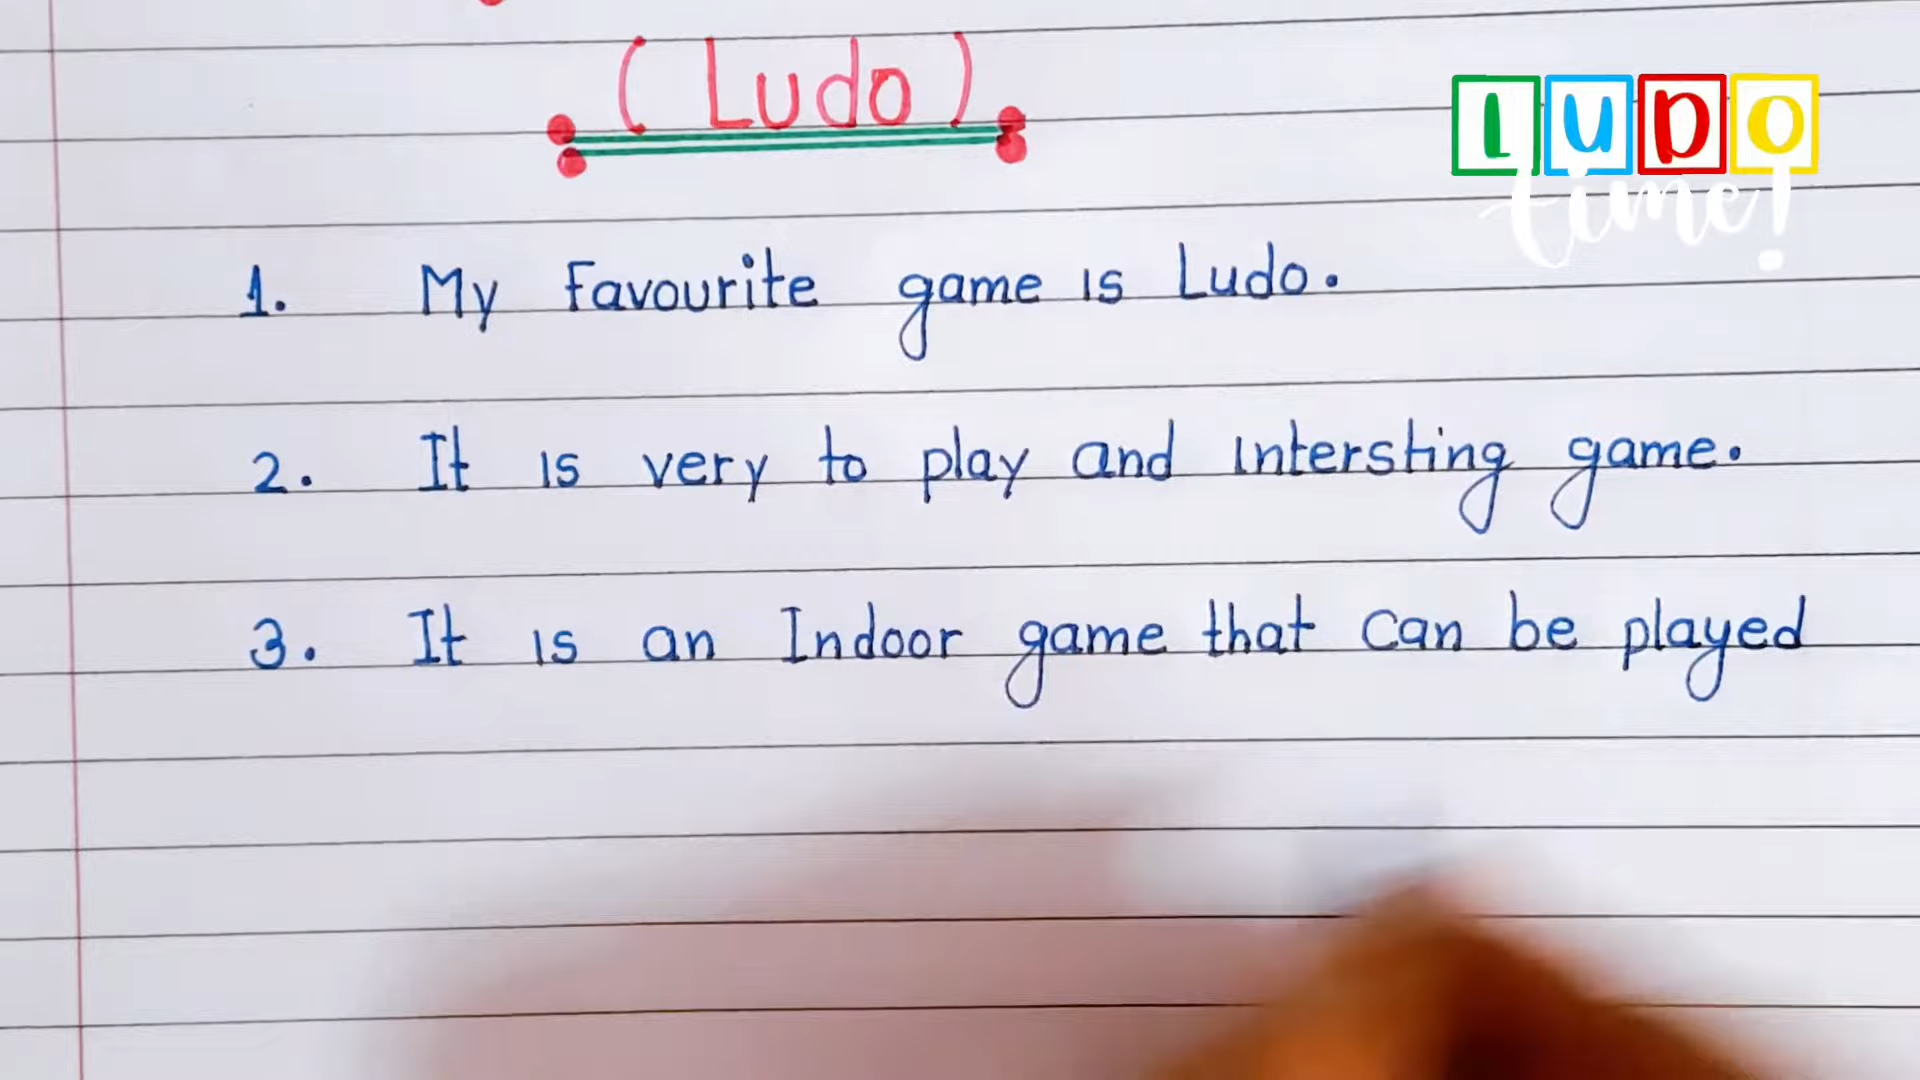 (Ludo)
LUDO
time!
1. My favourite game is Ludo.
2. It is very to play and intersting game.
3. It is an Indoor game that can be played